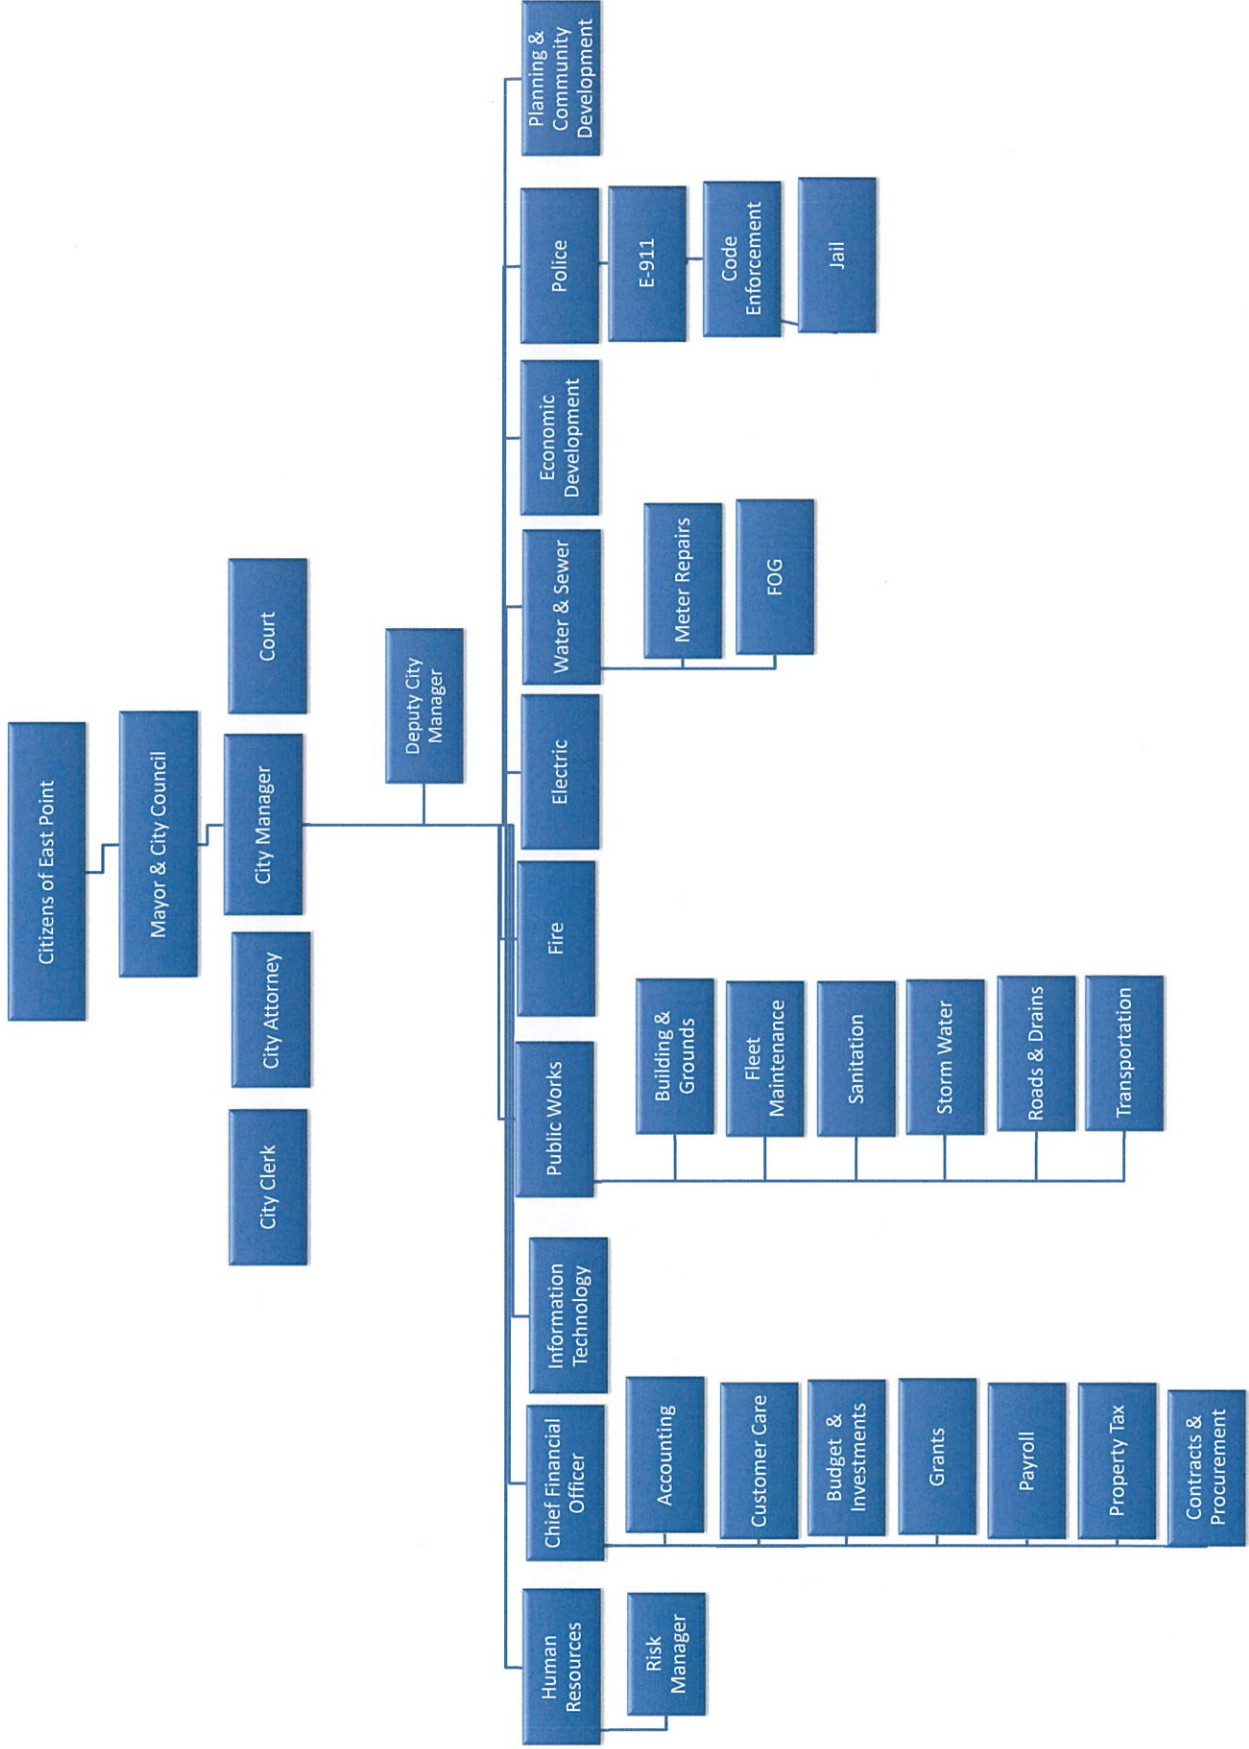 Citizens of East Point
Mayor & City Council
City Clerk
City Attorney
City Manager
Court
Deputy City
Manager
Human
Resources
Chief Financial
Officer
Information
Technology
Public Works
Fire
Electric
Water & Sewer
Economic
Development
Police
Planning &
Community
Development
Risk
Manager
Accounting
Customer Care
Budget &
Investments
Grants
Payroll
Property Tax
Contracts &
Procurement
Building &
Grounds
Fleet
Maintenance
Sanitation
Storm Water
Roads & Drains
Transportation
Meter Repairs
FOG
E-911
Code
Enforcement
Jail